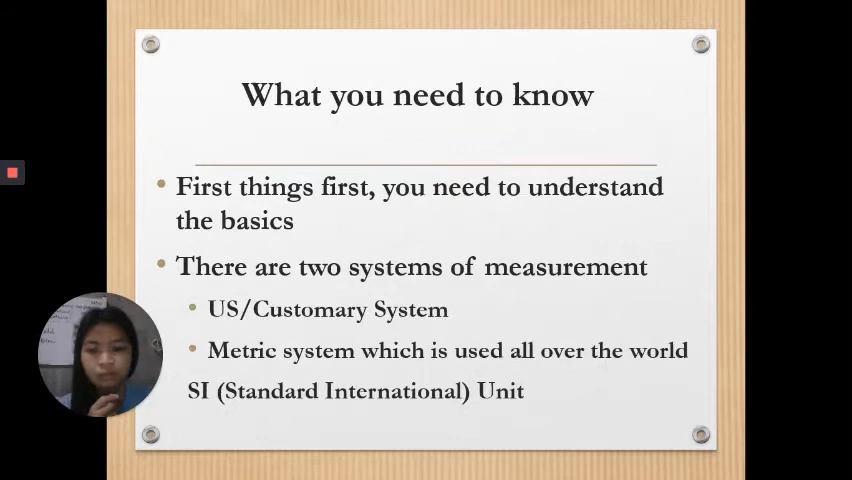 What you need to know
First things first, you need to understand
the basics
There are two systems of measurement
US/Customary System
Metric system which is used all over the world
SI (Standard International) Unit